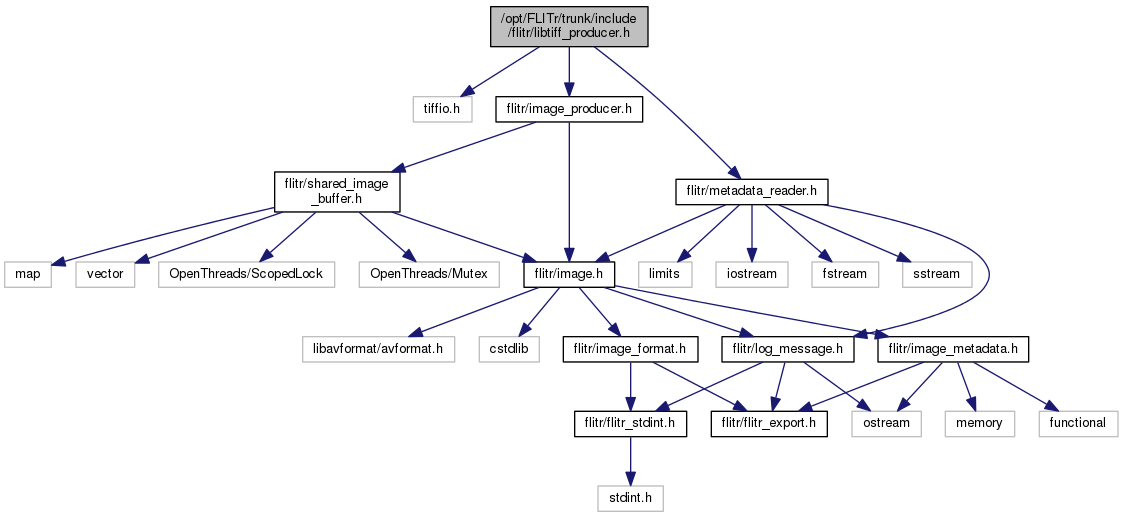 /opt/FLITr/trunk/include
/flitr/libtiff_producer.h
tiffio.h
flitr/image_producer.h
flitr/shared_image
_buffer.h
flitr/metadata_reader.h
map
vector
OpenThreads/ScopedLock
OpenThreads/Mutex
flitr/image.h
limits
iostream
fstream
sstream
libavformat/avformat.h
cstdlib
flitr/image_format.h
flitr/log_message.h
flitr/image_metadata.h
flitr/flitr_stdint.h
flitr/flitr_export.h
ostream
memory
functional
stdint.h